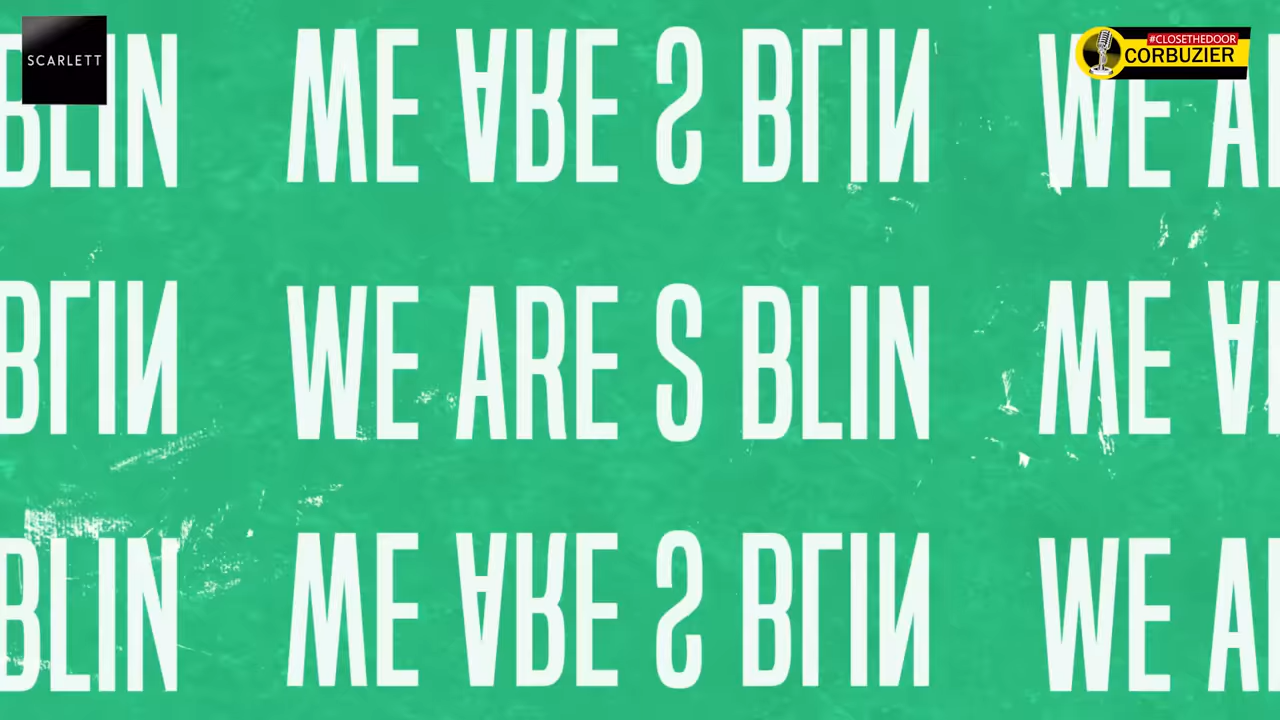 SCARLETT
#CLOSETHEDOOR
CORBUZIER
BLIN WE ARE S BLIN WE A
BLIN WE ARE S BLIN WE A
BLIN WE ARE S BLIN WE A